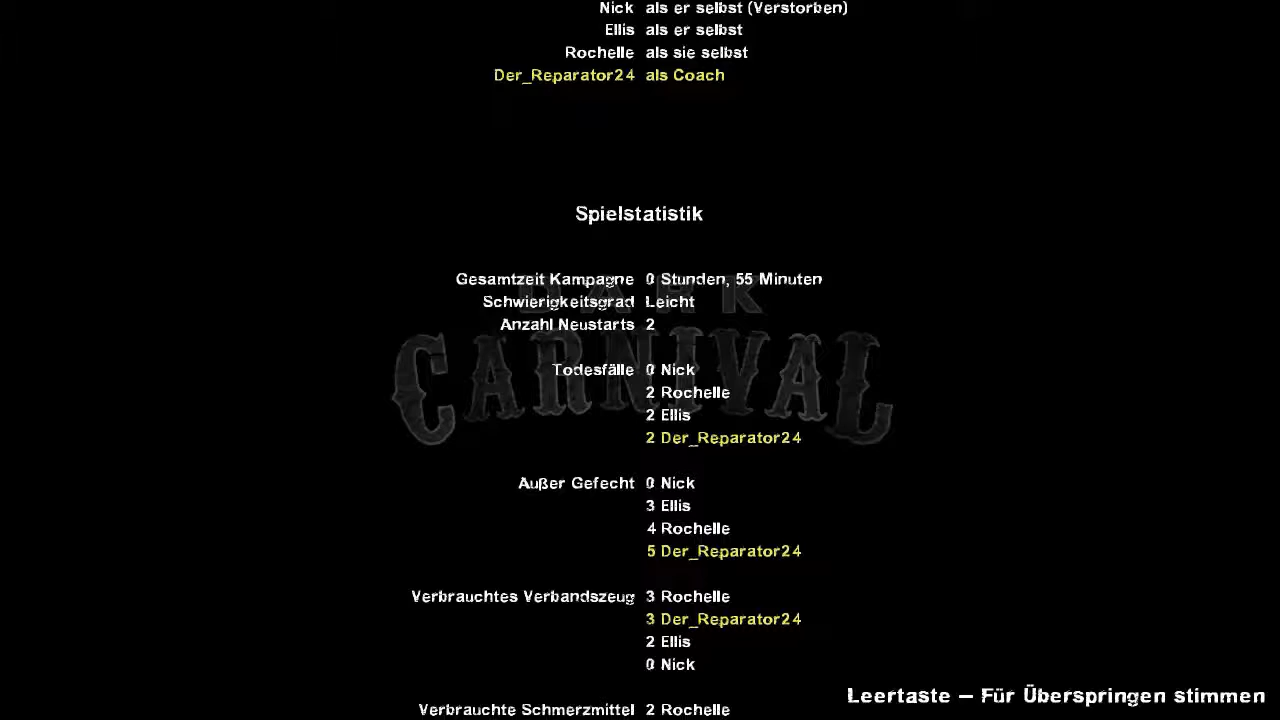 Nick als er selbst (Verstorben)
Ellis als er selbst
Rochelle als sie selbst
Der_Reparator24 als Coach
Spielstatistik
Gesamtzeit Kampagne 0 Stunden, 55 Minuten
Schwierigkeitsgrad Leicht
Anzahl Neustarts 2
DARK
CARNIVAL
Todesfälle 0 Nick
2 Rochelle
2 Ellis
2 Der_Reparator24
Außer Gefecht 0 Nick
3 Ellis
4 Rochelle
5 Der_Reparator24
Verbrauchtes Verbandszeug 3 Rochelle
3 Der_Reparator24
2 Ellis
0 Nick
Verbrauchte Schmerzmittel 2 Rochelle
Leertaste – Für Überspringen stimmen